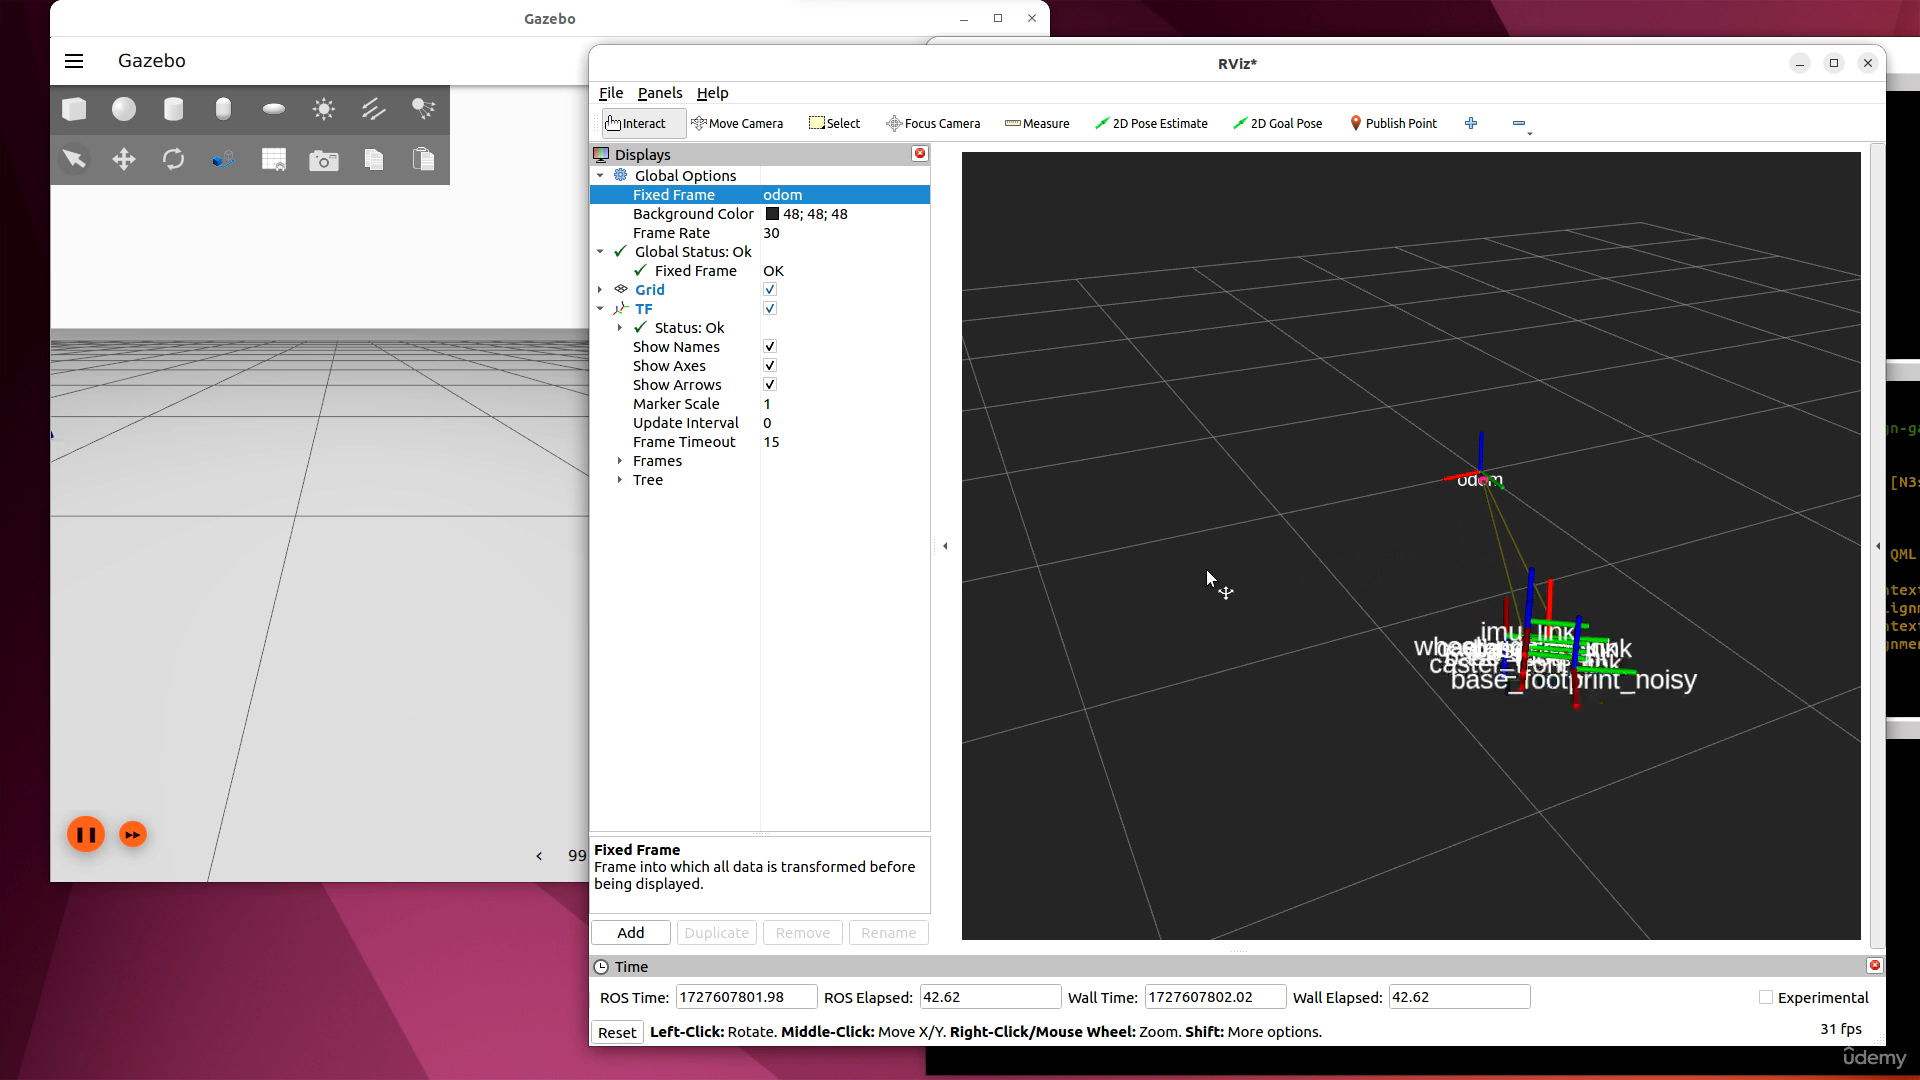 Gazebo
Gazebo
99
RViz*
File Panels Help
Interact Move Camera Select Focus Camera Measure 2D Pose Estimate 2D Goal Pose Publish Point
Displays
Global Options
Fixed Frame odom
Background Color 48; 48; 48
Frame Rate 30
Global Status: Ok
Fixed Frame OK
Grid
TF
Status: Ok
Show Names
Show Axes
Show Arrows
Marker Scale 1
Update Interval 0
Frame Timeout 15
Frames
Tree
Fixed Frame
Frame into which all data is transformed before
being displayed.
Add Duplicate Remove Rename
odom
imu_link
base_footprint_noisy
Time
ROS Time: 1727607801.98 ROS Elapsed: 42.62 Wall Time: 1727607802.02 Wall Elapsed: 42.62 Experimental
Reset Left-Click: Rotate. Middle-Click: Move X/Y. Right-Click/Mouse Wheel: Zoom. Shift: More options. 31 fps
[N3s
QML
udemy